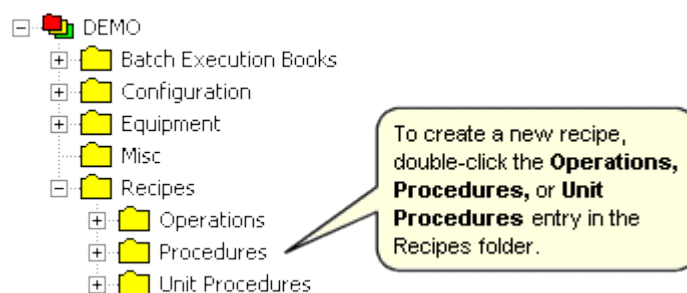 DEMO
Batch Execution Books
Configuration
Equipment
Misc
Recipes
Operations
Procedures
Unit Procedures
To create a new recipe,
double-click the Operations,
Procedures, or Unit
Procedures entry in the
Recipes folder.